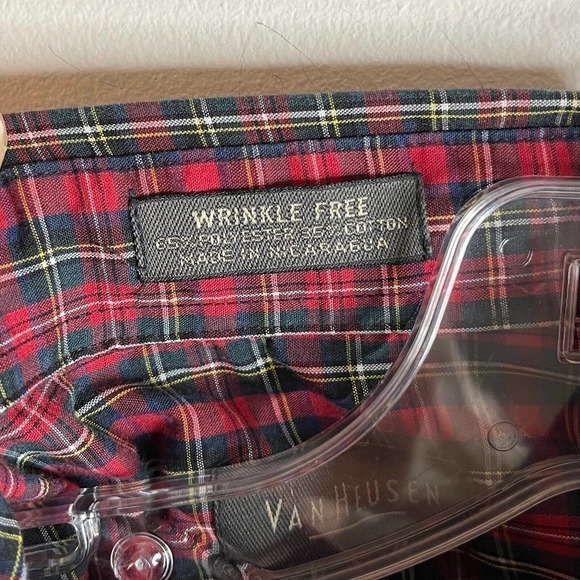 WRINKLE FREE
65% POLYESTER 35% COTTON
MADE IN NICARAGUA
VAN HEUSEN